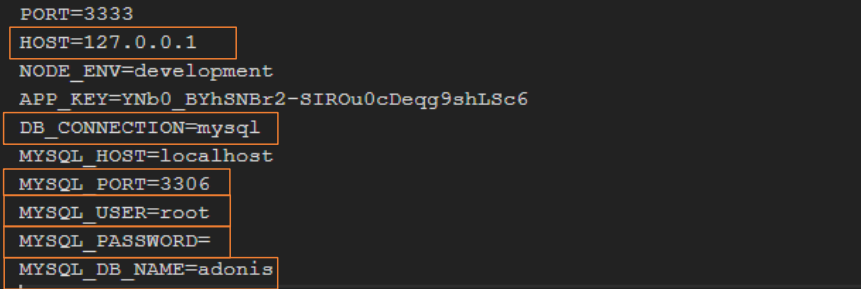 PORT=3333
HOST=127.0.0.1
NODE_ENV=development
APP_KEY=YNb0_BYhSNBr2-SIROu0cDeqg9shLSc6
DB_CONNECTION=mysql
MYSQL_HOST=localhost
MYSQL_PORT=3306
MYSQL_USER=root
MYSQL_PASSWORD=
MYSQL_DB_NAME=adonis